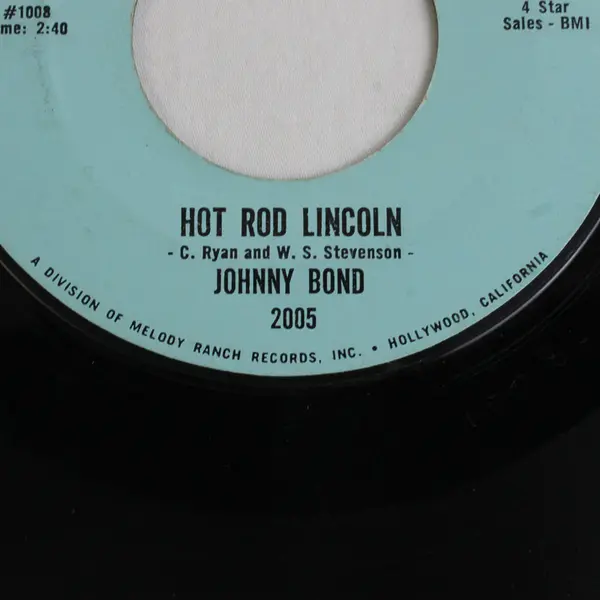 #1008
me: 2:40
4 Star
Sales - BMI
HOT ROD LINCOLN
- C. Ryan and W. S. Stevenson -
JOHNNY BOND
2005
A DIVISION OF MELODY RANCH RECORDS, INC. • HOLLYWOOD, CALIFORNIA